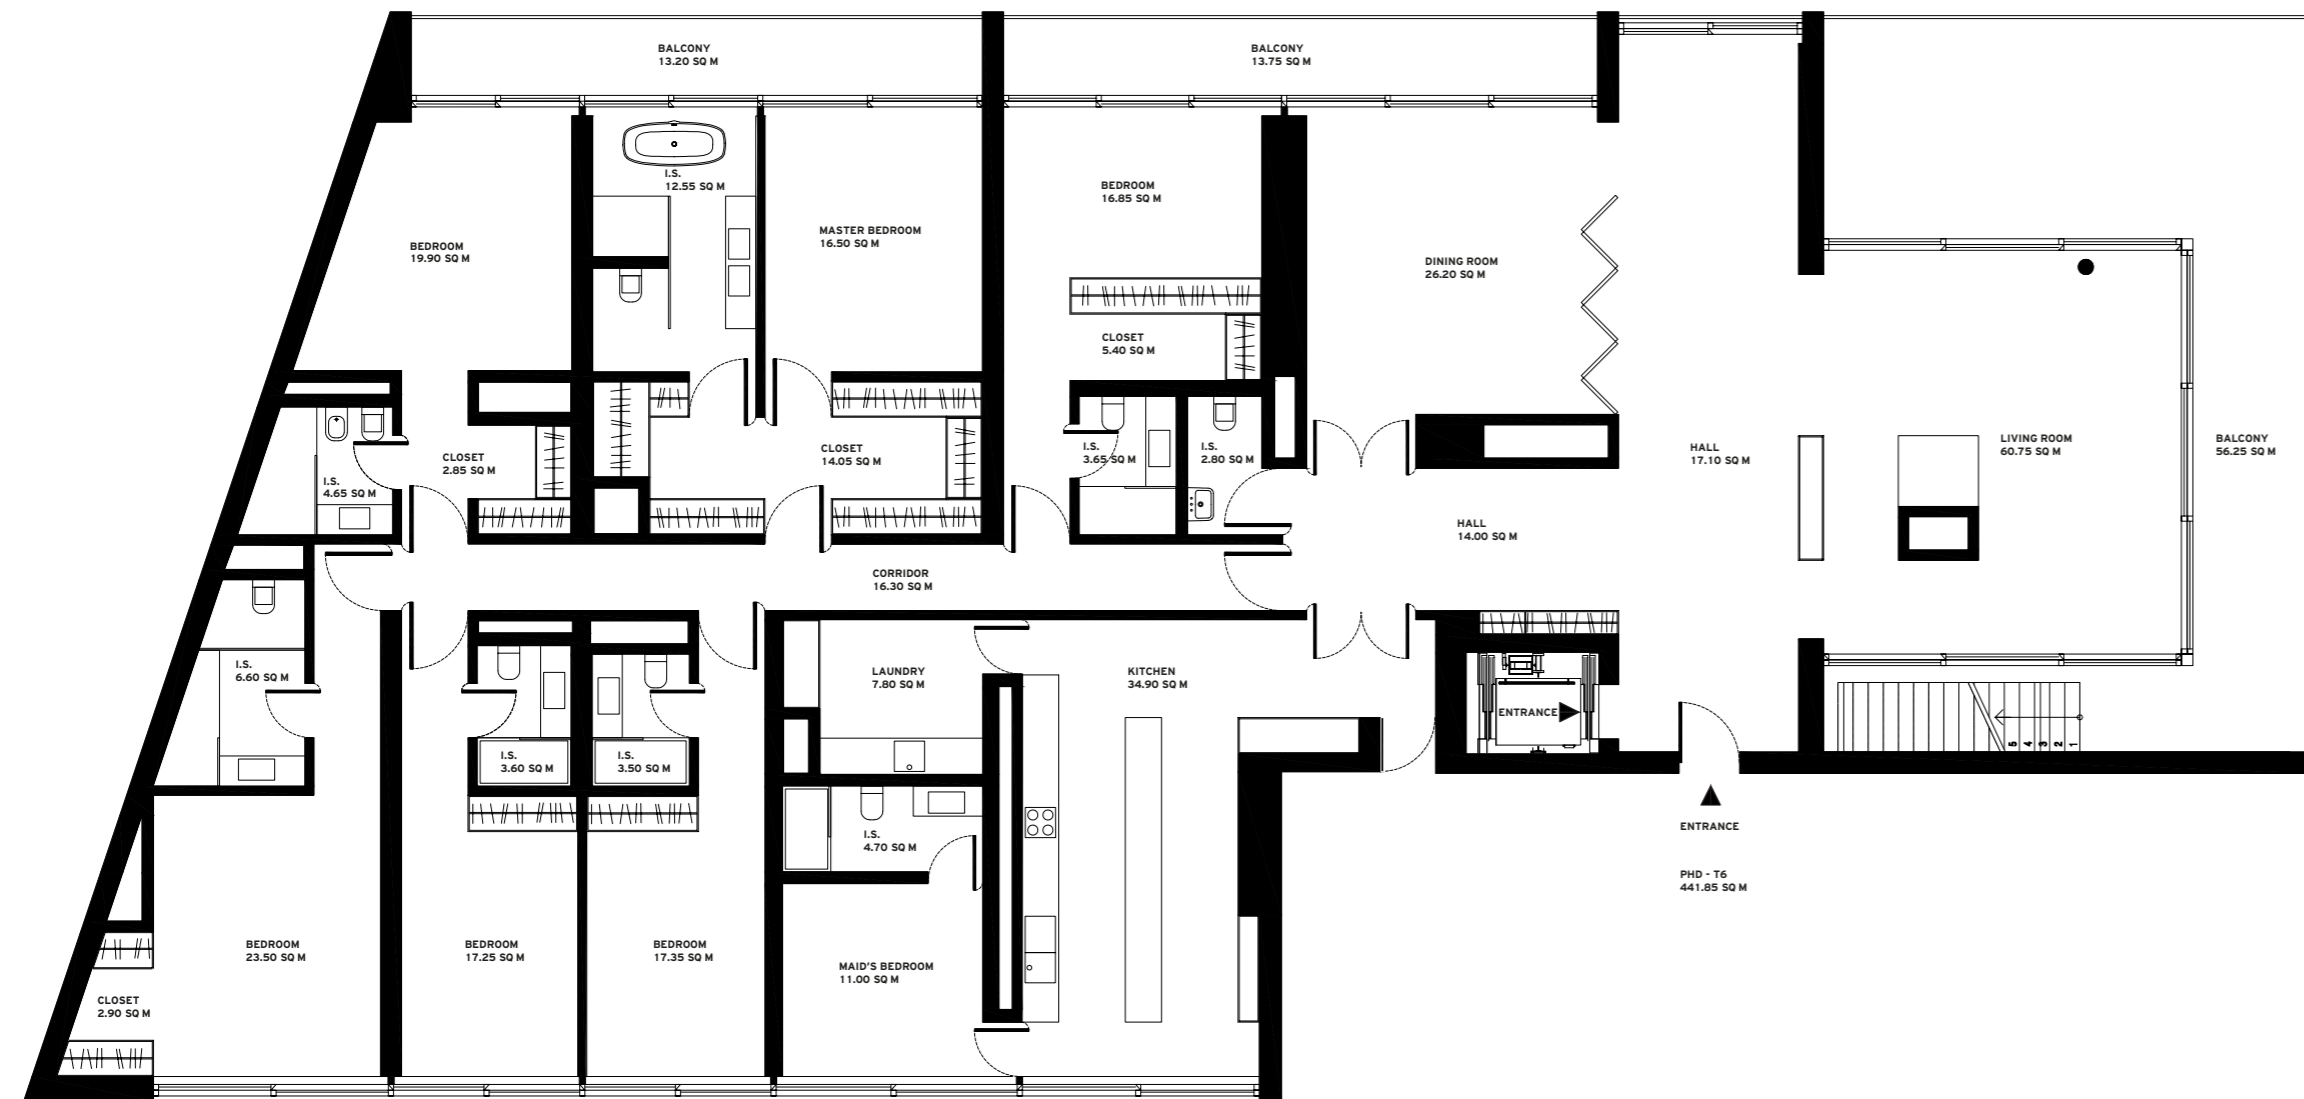 BALCONY
13.20 SQ M
BALCONY
13.75 SQ M
I.S.
12.55 SQ M
BEDROOM
16.85 SQ M
MASTER BEDROOM
16.50 SQ M
BEDROOM
19.90 SQ M
DINING ROOM
26.20 SQ M
CLOSET
5.40 SQ M
CLOSET
2.85 SQ M
CLOSET
14.05 SQ M
I.S.
3.65 SQ M
I.S.
2.80 SQ M
HALL
17.10 SQ M
LIVING ROOM
60.75 SQ M
BALCONY
56.25 SQ M
I.S.
4.65 SQ M
HALL
14.00 SQ M
CORRIDOR
16.30 SQ M
I.S.
6.60 SQ M
LAUNDRY
7.80 SQ M
KITCHEN
34.90 SQ M
ENTRANCE
5
4
3
2
1
I.S.
3.60 SQ M
I.S.
3.50 SQ M
I.S.
4.70 SQ M
ENTRANCE
PHD - T6
441.85 SQ M
BEDROOM
23.50 SQ M
BEDROOM
17.25 SQ M
BEDROOM
17.35 SQ M
MAID'S BEDROOM
11.00 SQ M
CLOSET
2.90 SQ M